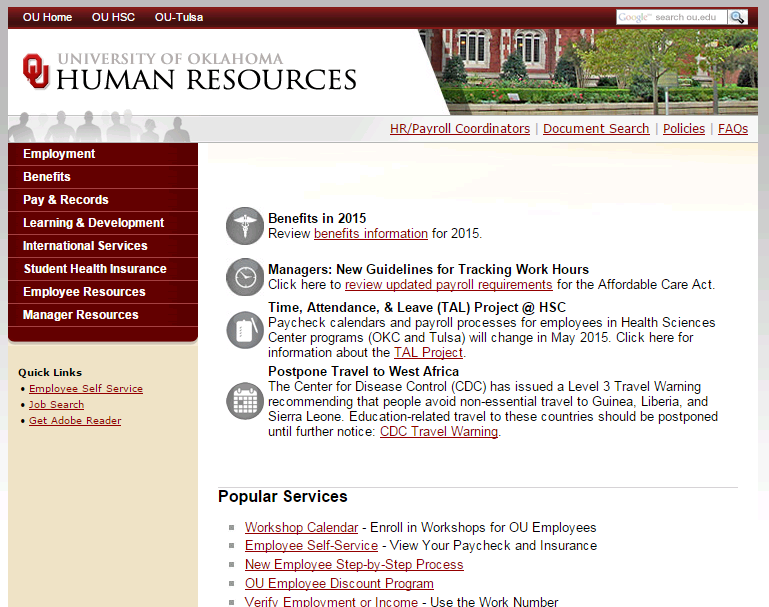 OU Home OU HSC OU-Tulsa
Google™ search ou.edu
UNIVERSITY OF OKLAHOMA
HUMAN RESOURCES
HR/Payroll Coordinators | Document Search | Policies | FAQs
Employment
Benefits
Pay & Records
Learning & Development
International Services
Student Health Insurance
Employee Resources
Manager Resources
Quick Links
• Employee Self Service
• Job Search
• Get Adobe Reader
Benefits in 2015
Review benefits information for 2015.
Managers: New Guidelines for Tracking Work Hours
Click here to review updated payroll requirements for the Affordable Care Act.
Time, Attendance, & Leave (TAL) Project @ HSC
Paycheck calendars and payroll processes for employees in Health Sciences
Center programs (OKC and Tulsa) will change in May 2015. Click here for
information about the TAL Project.
Postpone Travel to West Africa
The Center for Disease Control (CDC) has issued a Level 3 Travel Warning
recommending that people avoid non-essential travel to Guinea, Liberia, and
Sierra Leone. Education-related travel to these countries should be postponed
until further notice: CDC Travel Warning.
Popular Services
Workshop Calendar - Enroll in Workshops for OU Employees
Employee Self-Service - View Your Paycheck and Insurance
New Employee Step-by-Step Process
OU Employee Discount Program
Verify Employment or Income - Use the Work Number